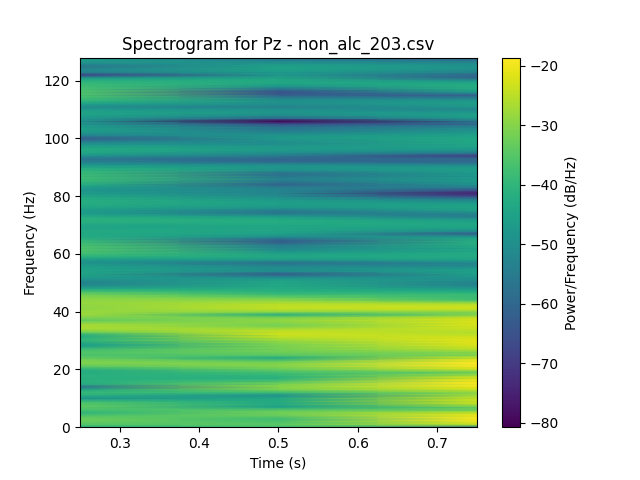 Spectrogram for Pz - non_alc_203.csv
120
100
80
60
40
20
0
Frequency (Hz)
0.3 0.4 0.5 0.6 0.7
Time (s)
−20
−30
−40
−50
−60
−70
−80
Power/Frequency (dB/Hz)